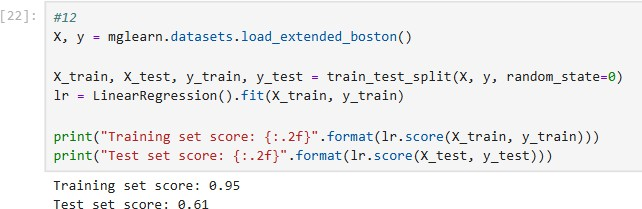 [22]: #12
X, y = mglearn.datasets.load_extended_boston()
X_train, X_test, y_train, y_test = train_test_split(X, y, random_state=0)
lr = LinearRegression().fit(X_train, y_train)
print("Training set score: {:.2f}".format(lr.score(X_train, y_train)))
print("Test set score: {:.2f}".format(lr.score(X_test, y_test)))
Training set score: 0.95
Test set score: 0.61